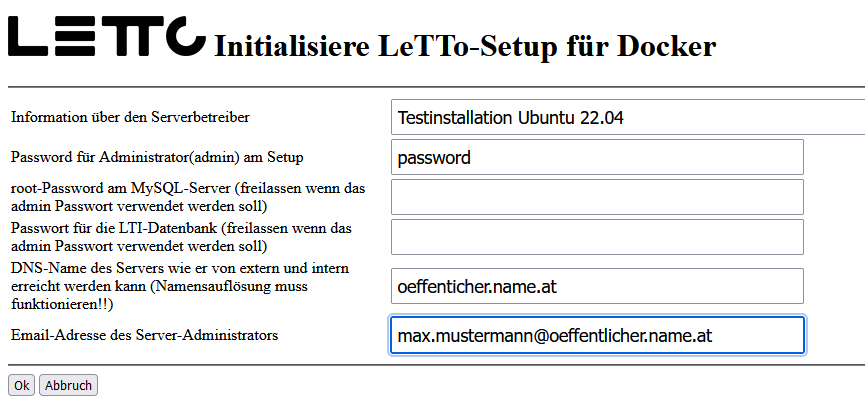 LETTO Initialisiere LeTTo-Setup für Docker
Information über den Serverbetreiber Testinstallation Ubuntu 22.04
Password für Administrator(admin) am Setup password
root-Password am MySQL-Server (freilassen wenn das
admin Passwort verwendet werden soll)
Passwort für die LTI-Datenbank (freilassen wenn das
admin Passwort verwendet werden soll)
DNS-Name des Servers wie er von extern und intern
erreicht werden kann (Namensauflösung muss oeffenticher.name.at
funktionieren!!)
Email-Adresse des Server-Administrators max.mustermann@oeffentlicher.name.at
Ok Abbruch